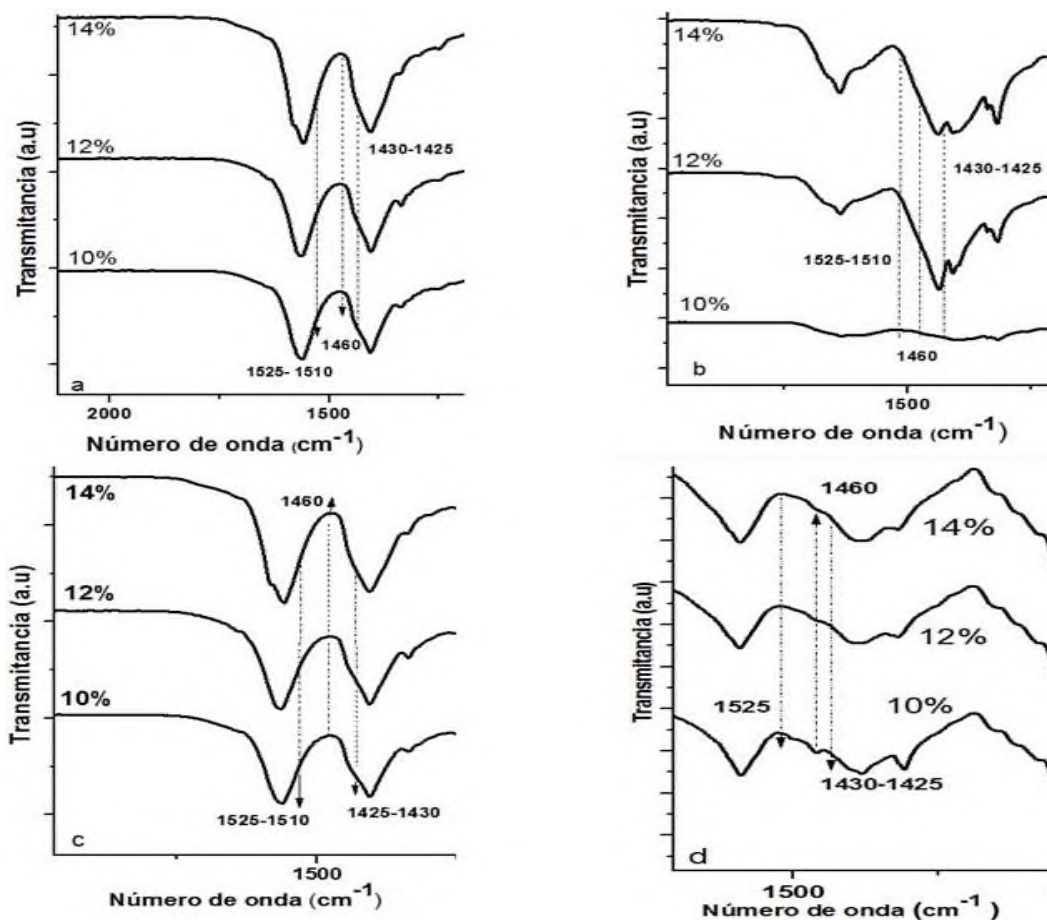 14%
12%
10%
1430-1425
1460
1525- 1510
a
2000
1500
Transmitancia (a.u)
Número de onda (cm⁻¹)
14%
12%
10%
1430-1425
1525-1510
1460
b
1500
Transmitancia (a.u)
Número de onda (cm⁻¹)
14%
12%
10%
1460
1525-1510
1425-1430
c
1500
Transmitancia (a.u)
Número de onda (cm⁻¹)
1460
14%
12%
10%
1525
1430-1425
d
1500
Transmitancia (a.u)
Número de onda (cm⁻¹)